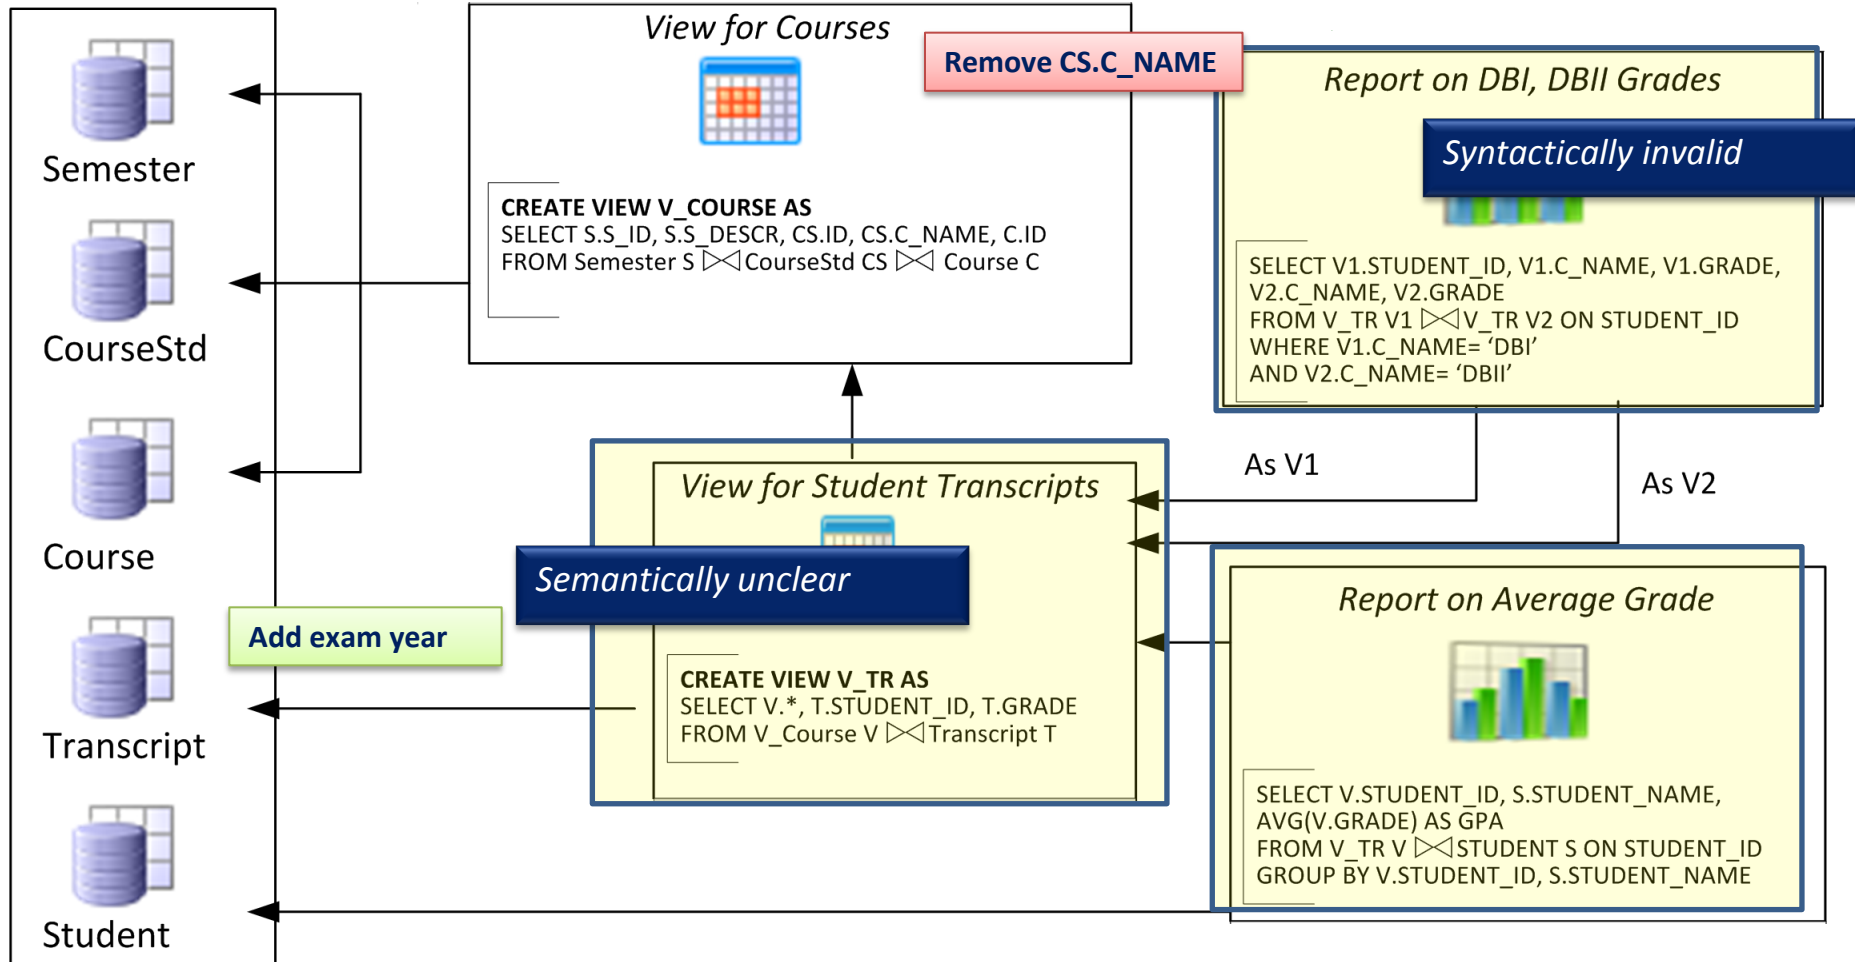 Semester
CourseStd
Course
Transcript
Student
View for Courses
Remove CS.C_NAME
CREATE VIEW V_COURSE AS
SELECT S.S_ID, S.S_DESCR, CS.ID, CS.C_NAME, C.ID
FROM Semester S ⋈ CourseStd CS ⋈ Course C
Report on DBI, DBII Grades
Syntactically invalid
SELECT V1.STUDENT_ID, V1.C_NAME, V1.GRADE,
V2.C_NAME, V2.GRADE
FROM V_TR V1 ⋈ V_TR V2 ON STUDENT_ID
WHERE V1.C_NAME= ‘DBI’
AND V2.C_NAME= ‘DBII’
As V1
As V2
View for Student Transcripts
Semantically unclear
Add exam year
CREATE VIEW V_TR AS
SELECT V.*, T.STUDENT_ID, T.GRADE
FROM V_Course V ⋈ Transcript T
Report on Average Grade
SELECT V.STUDENT_ID, S.STUDENT_NAME,
AVG(V.GRADE) AS GPA
FROM V_TR V ⋈ STUDENT S ON STUDENT_ID
GROUP BY V.STUDENT_ID, S.STUDENT_NAME